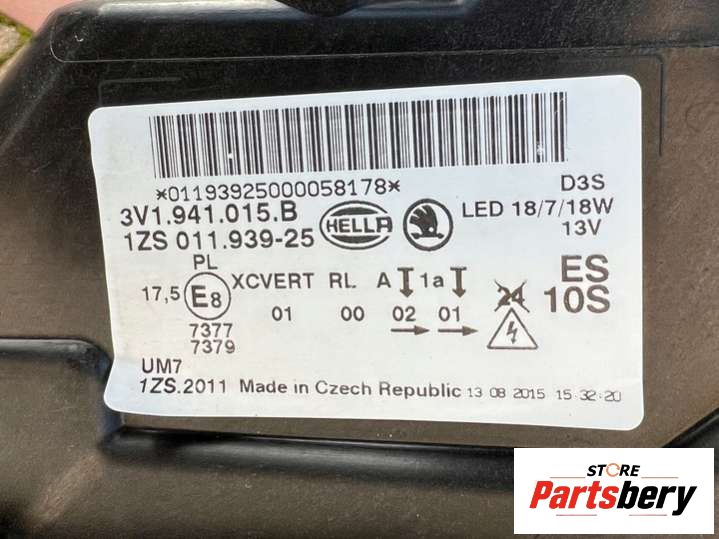 *01193925000058178*
3V1.941.015.B HELLA D3S
LED 18/7/18W
1ZS 011.939-25 13V
PL
17,5 E8 XCVERT RL A 1a 24 ES
01 00 02 01 10S
7377
7379
UM7
1ZS.2011 Made in Czech Republic 13 08 2015 15:32:20
STORE
Partsbery